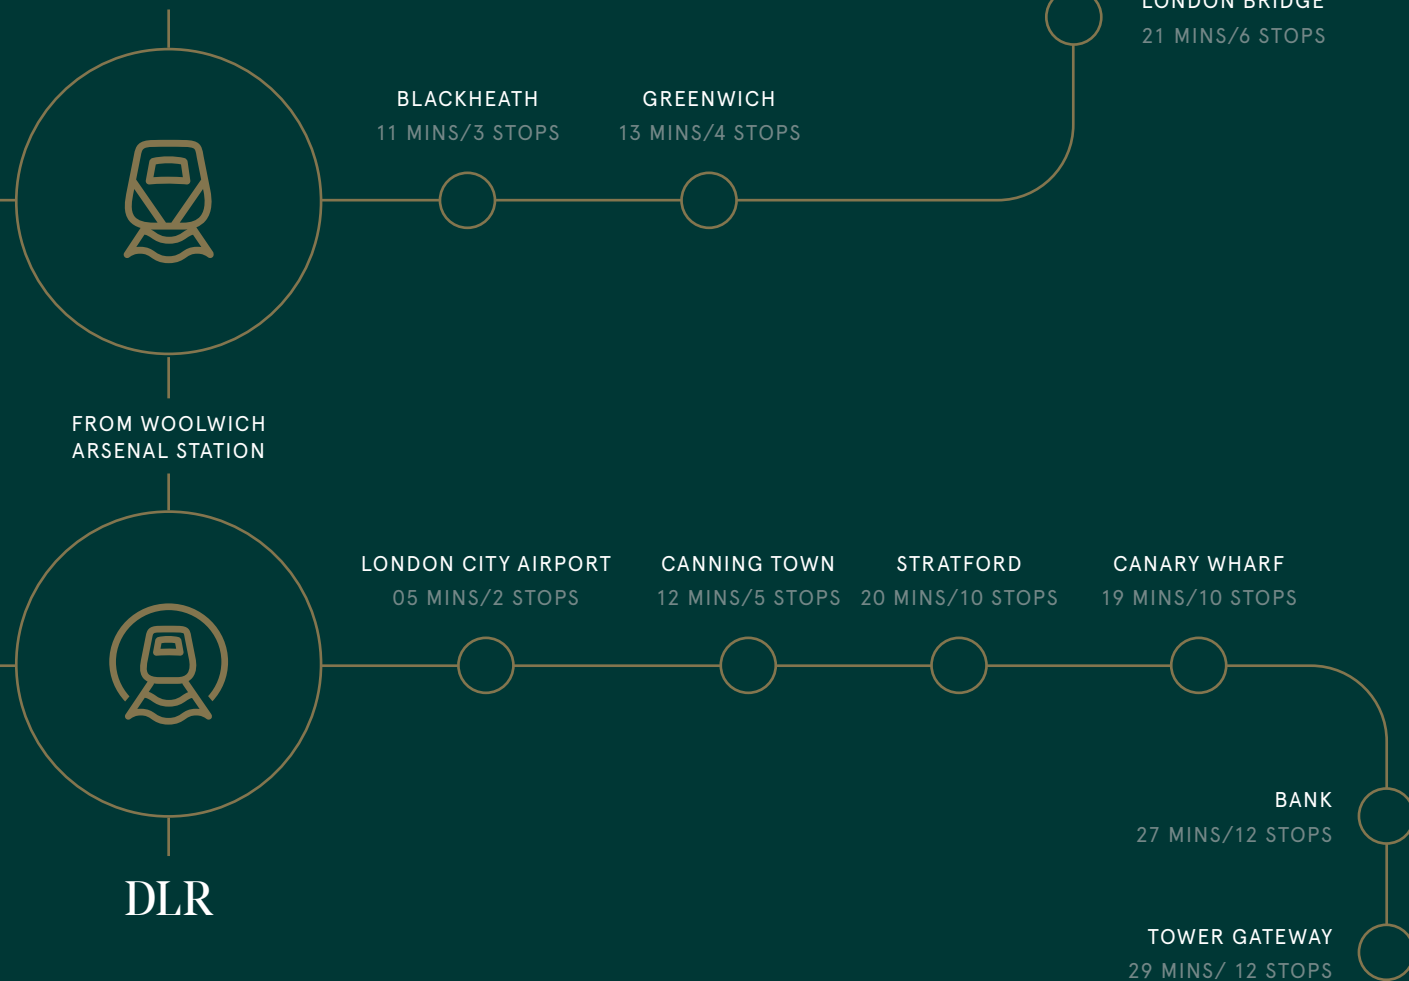 LONDON BRIDGE
21 MINS/6 STOPS
BLACKHEATH
11 MINS/3 STOPS
GREENWICH
13 MINS/4 STOPS
FROM WOOLWICH
ARSENAL STATION
LONDON CITY AIRPORT
05 MINS/2 STOPS
CANNING TOWN
12 MINS/5 STOPS
STRATFORD
20 MINS/10 STOPS
CANARY WHARF
19 MINS/10 STOPS
BANK
27 MINS/12 STOPS
DLR
TOWER GATEWAY
29 MINS/ 12 STOPS